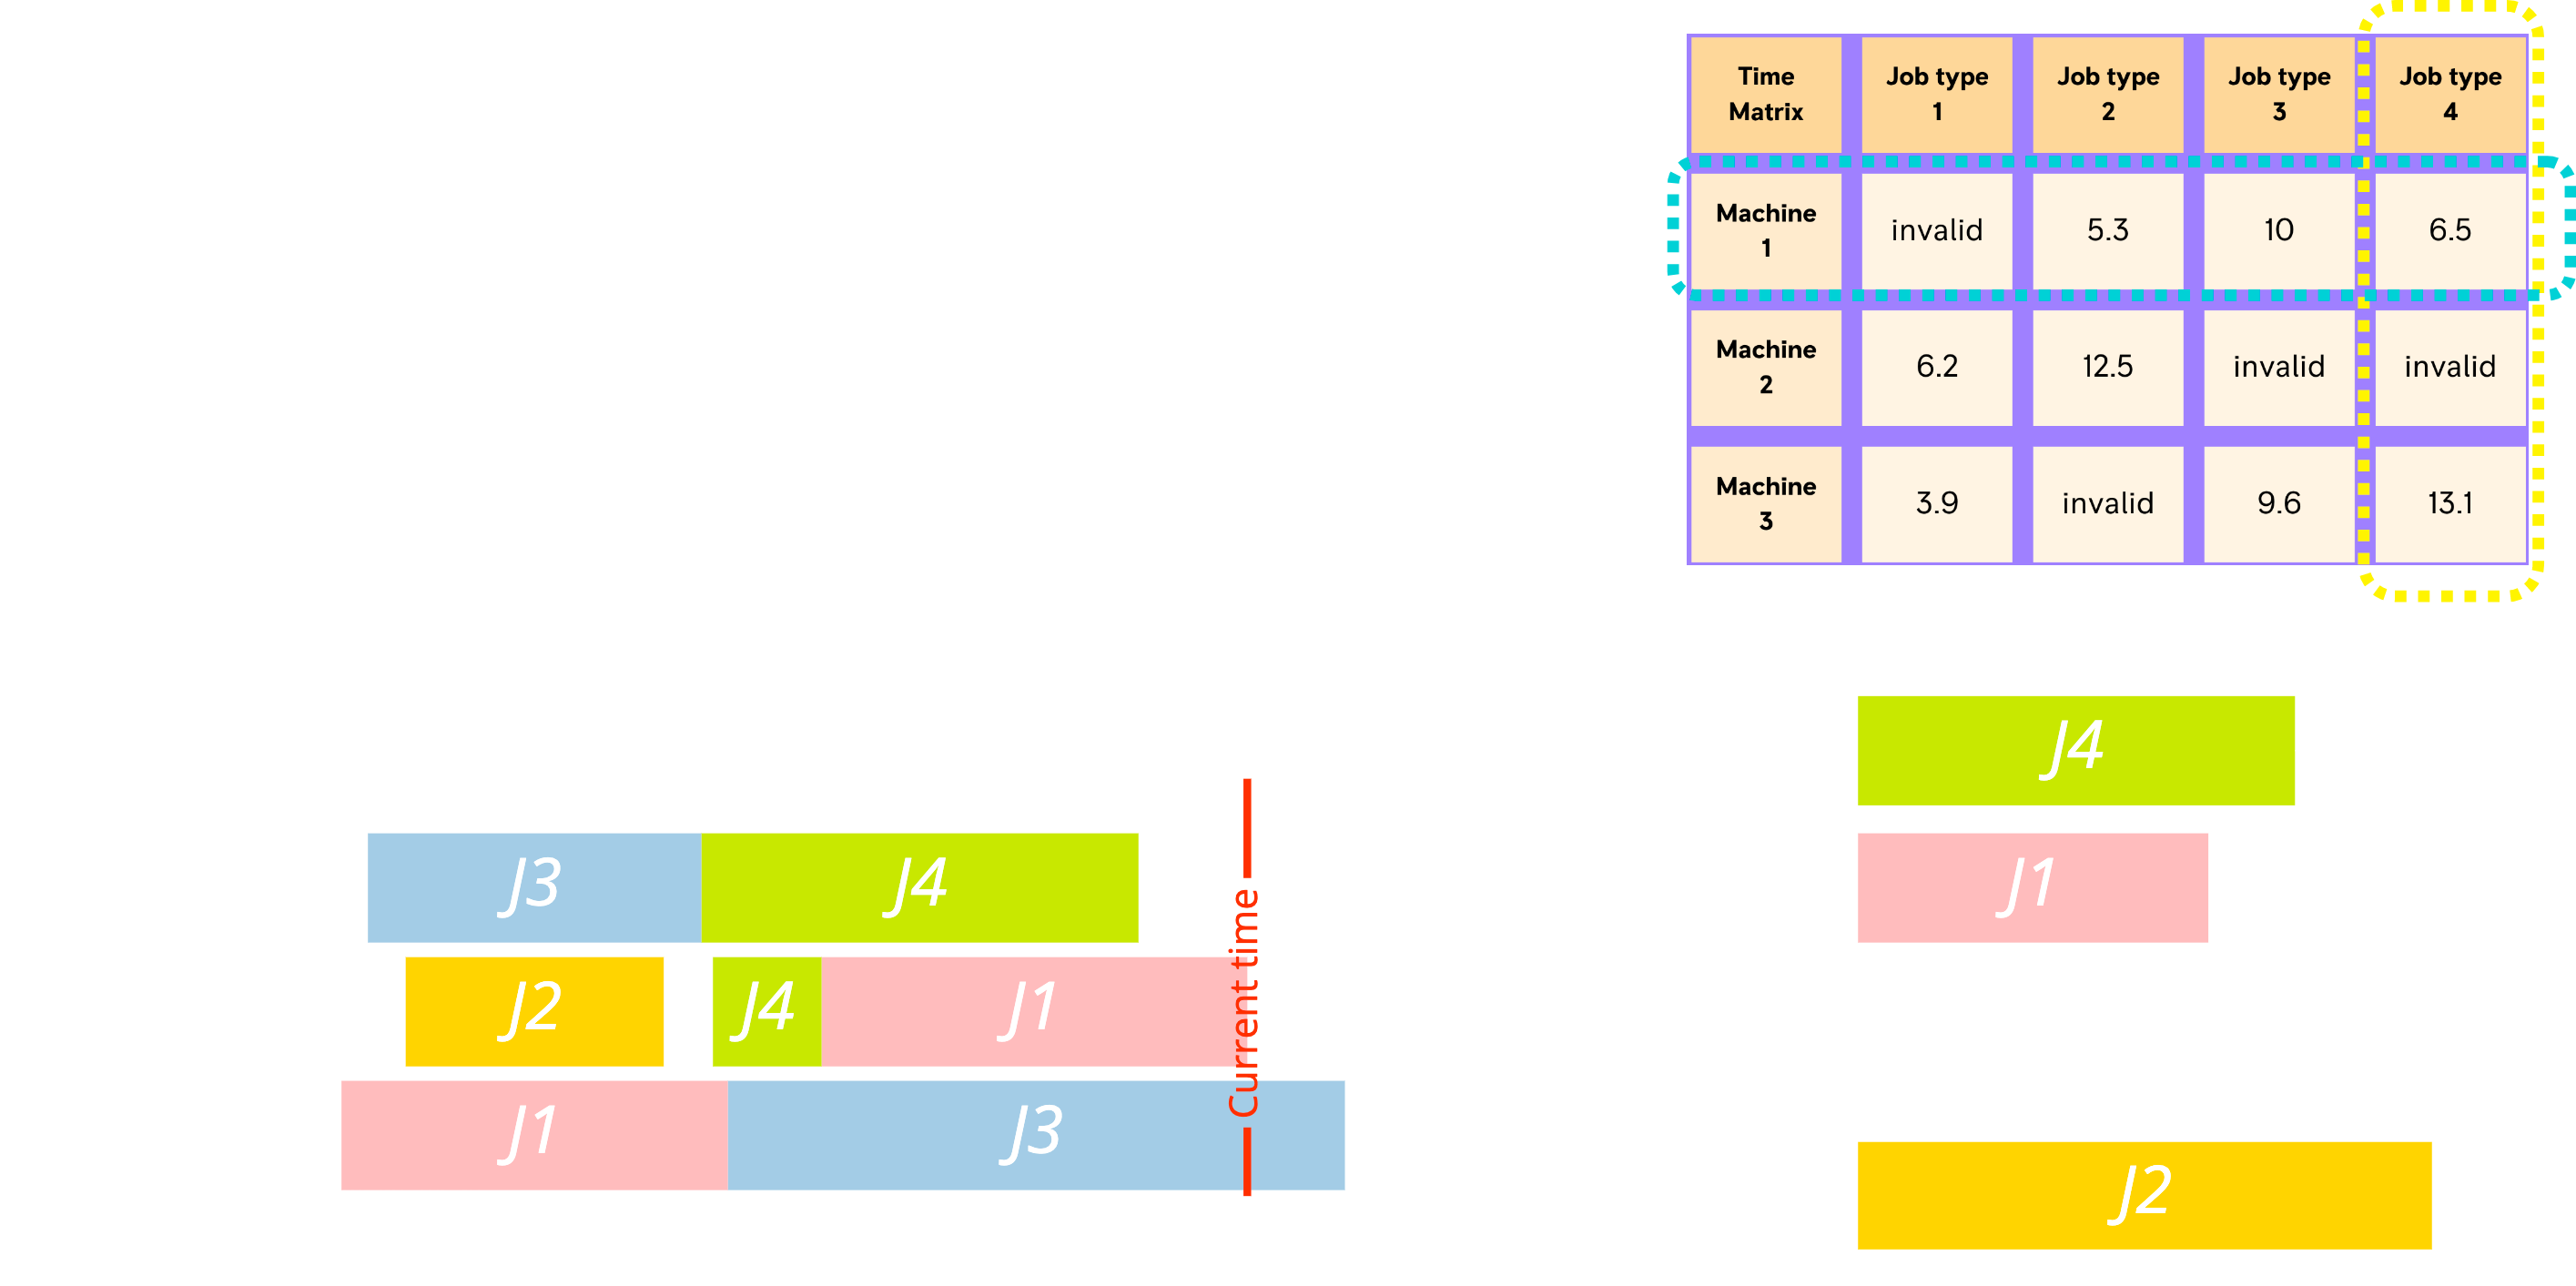 Time Matrix
Job type 1
Job type 2
Job type 3
Job type 4
Machine 1
invalid
5.3
10
6.5
Machine 2
6.2
12.5
invalid
invalid
Machine 3
3.9
invalid
9.6
13.1
J3
J4
J2
J4
J1
J1
J3
Current time
J4
J1
J2